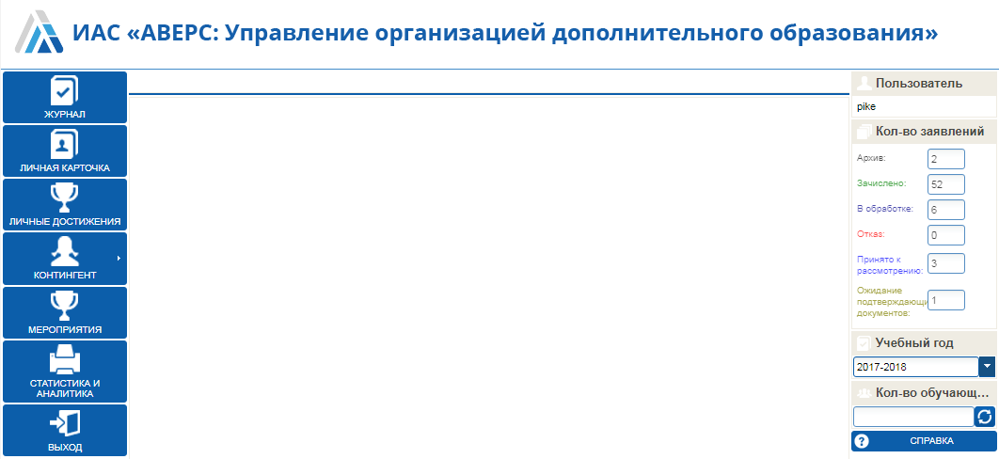 ИАС «АВЕРС: Управление организацией дополнительного образования»
ЖУРНАЛ
ЛИЧНАЯ КАРТОЧКА
ЛИЧНЫЕ ДОСТИЖЕНИЯ
КОНТИНГЕНТ
МЕРОПРИЯТИЯ
СТАТИСТИКА И
АНАЛИТИКА
ВЫХОД
Пользователь
pike
Кол-во заявлений
Архив: 2
Зачислено: 52
В обработке: 6
Отказ: 0
Принято к
рассмотрению: 3
Ожидание
подтверждающи 1
документов:
Учебный год
2017-2018
Кол-во обучающ...
? СПРАВКА